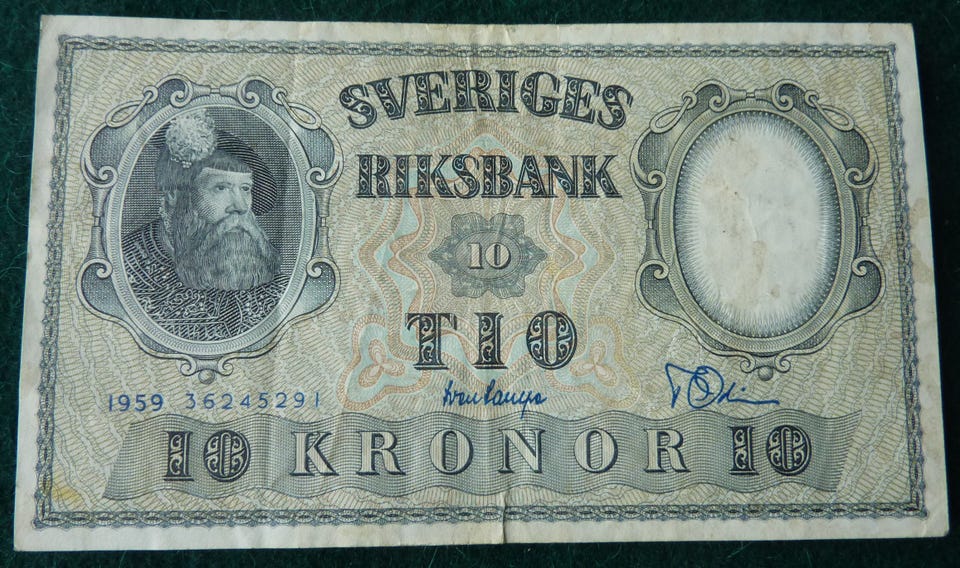 SVERIGES
RIKSBANK
10
TIO
1959 36245291
10 KRONOR 10